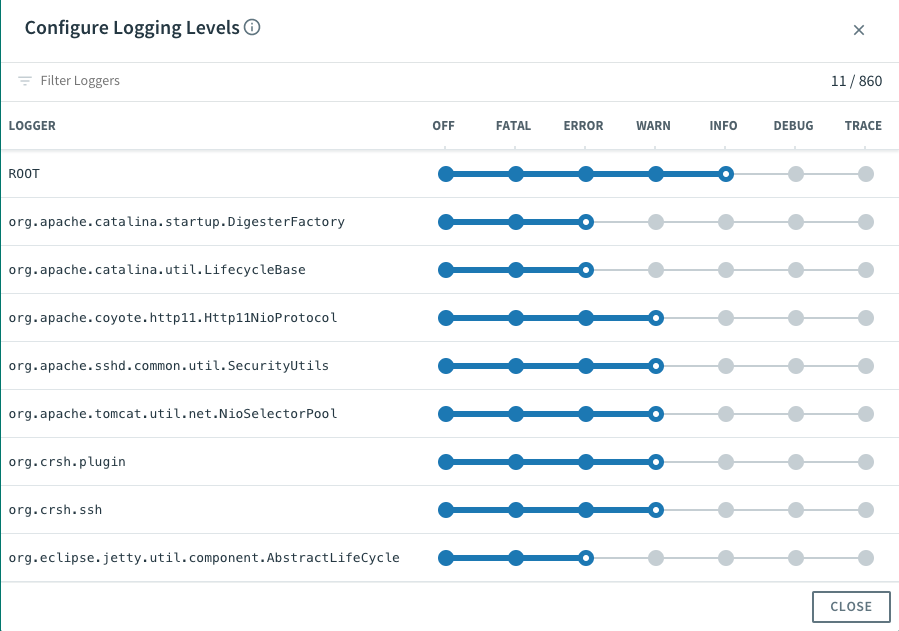 Configure Logging Levels
Filter Loggers 11 / 860
LOGGER OFF FATAL ERROR WARN INFO DEBUG TRACE
ROOT
org.apache.catalina.startup.DigesterFactory
org.apache.catalina.util.LifecycleBase
org.apache.coyote.http11.Http11NioProtocol
org.apache.sshd.common.util.SecurityUtils
org.apache.tomcat.util.net.NioSelectorPool
org.crsh.plugin
org.crsh.ssh
org.eclipse.jetty.util.component.AbstractLifeCycle
CLOSE